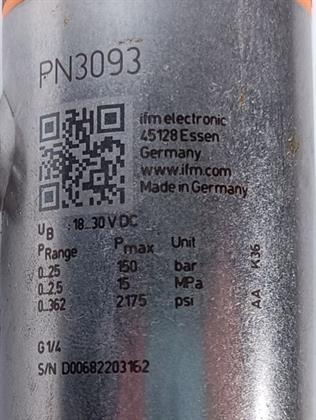 PN3093
ifm electronic
45128 Essen
Germany
www.ifm.com
Made in Germany
UB :18..30 V DC
PRange Pmax Unit
0..25 150 bar
0..2.5 15 MPa
0..362 2175 psi
G 1/4
S/N D00682203162
AA K36